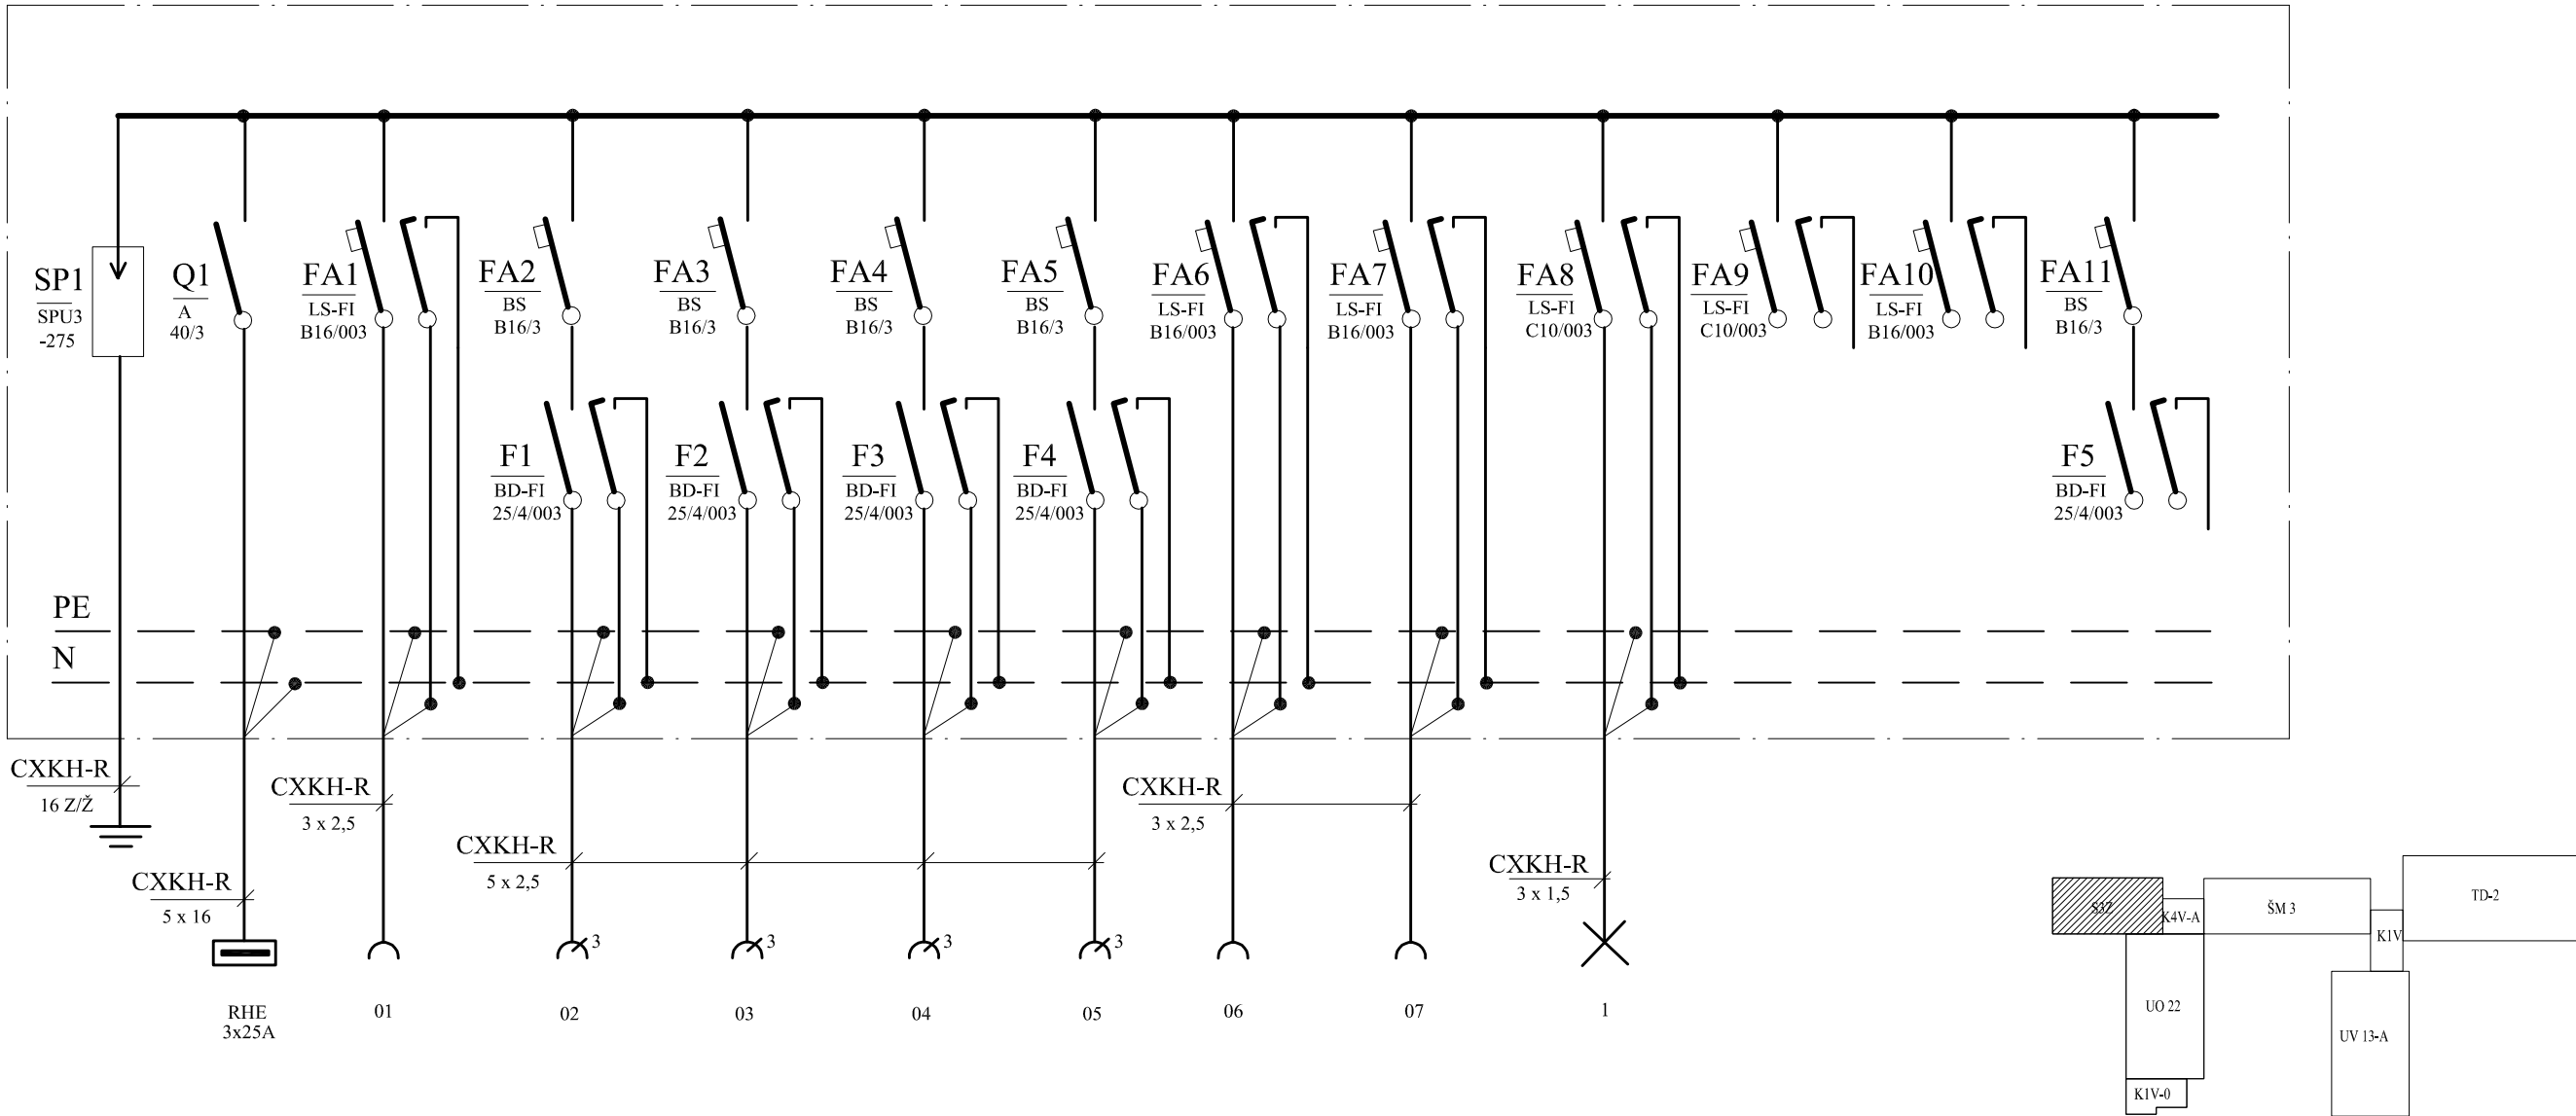 SP1
SPU3
-275
Q1
A
40/3
FA1
LS-FI
B16/003
FA2
BS
B16/3
FA3
BS
B16/3
FA4
BS
B16/3
FA5
BS
B16/3
FA6
LS-FI
B16/003
FA7
LS-FI
B16/003
FA8
LS-FI
C10/003
FA9
LS-FI
C10/003
FA10
LS-FI
B16/003
FA11
BS
B16/3
F1
BD-FI
25/4/003
F2
BD-FI
25/4/003
F3
BD-FI
25/4/003
F4
BD-FI
25/4/003
F5
BD-FI
25/4/003
PE
N
CXKH-R
16 Z/Ž
CXKH-R
5 x 16
CXKH-R
3 x 2,5
CXKH-R
5 x 2,5
CXKH-R
3 x 2,5
CXKH-R
3 x 1,5
3
3
3
3
RHE
3x25A
01
02
03
04
05
06
07
1
S3Z
K4V-A
ŠM 3
K1V
TD-2
UO 22
UV 13-A
K1V-0